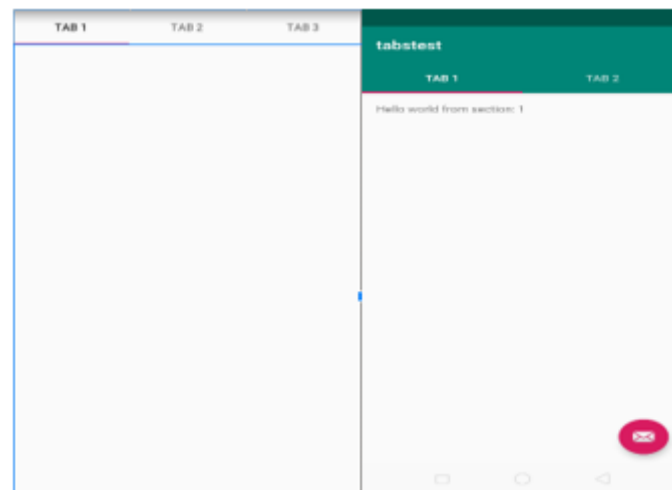 TAB 1 TAB 2 TAB 3
tabstest
TAB 1 TAB 2
Hello world from section: 1